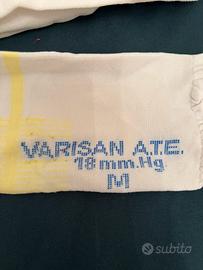 VARISAN A.T.E.
18 mm.Hg
M
subito